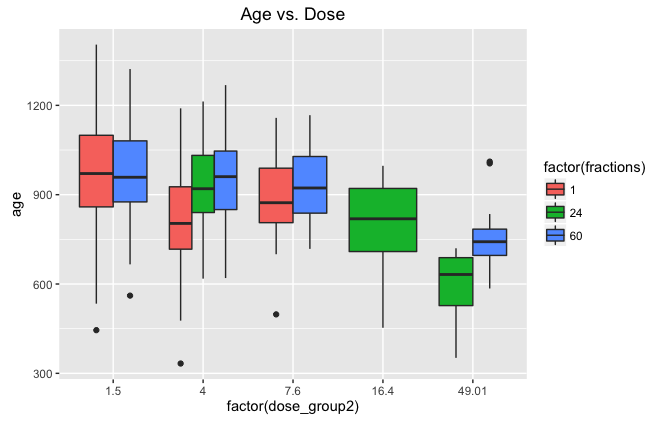 Age vs. Dose
age
1200
900
600
300
1.5 4 7.6 16.4 49.01
factor(dose_group2)
factor(fractions)
1
24
60